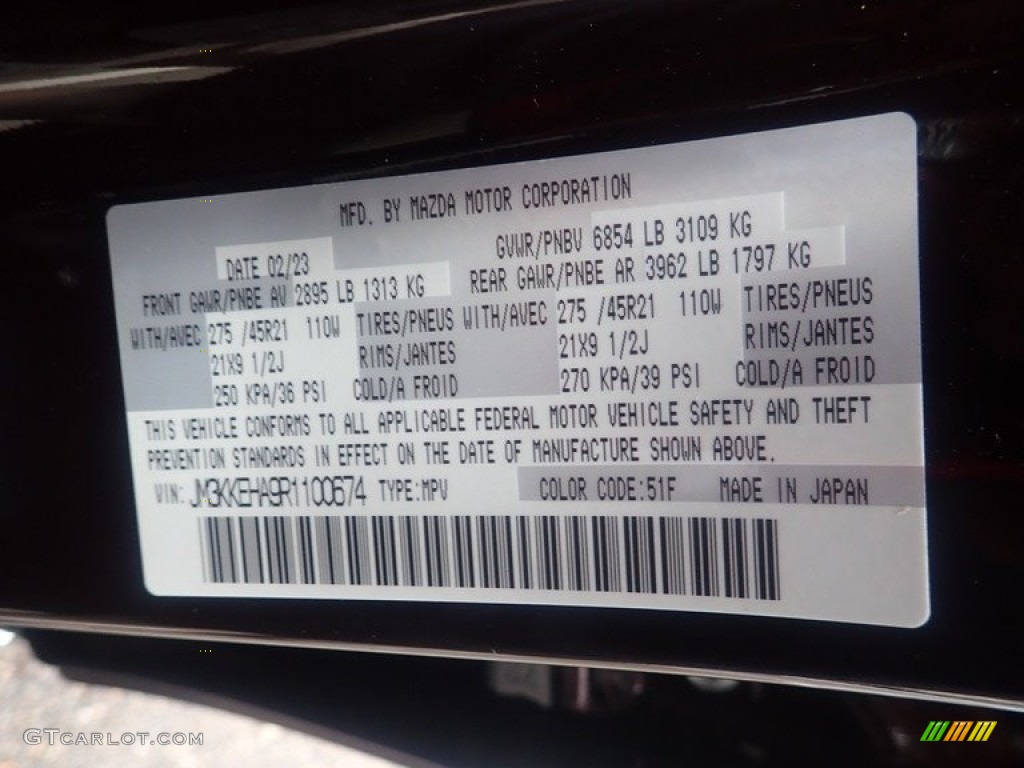 MFD. BY MAZDA MOTOR CORPORATION
DATE 02/23 GVWR/PNBV 6854 LB 3109 KG
FRONT GAWR/PNBE AV 2895 LB 1313 KG REAR GAWR/PNBE AR 3962 LB 1797 KG
WITH/AVEC 275 /45R21 110W TIRES/PNEUS WITH/AVEC 275 /45R21 110W TIRES/PNEUS
21X9 1/2J RIMS/JANTES 21X9 1/2J RIMS/JANTES
250 KPA/36 PSI COLD/A FROID 270 KPA/39 PSI COLD/A FROID
THIS VEHICLE CONFORMS TO ALL APPLICABLE FEDERAL MOTOR VEHICLE SAFETY AND THEFT
PREVENTION STANDARDS IN EFFECT ON THE DATE OF MANUFACTURE SHOWN ABOVE.
VIN: JM3KKEHA9R1100674 TYPE:MPV COLOR CODE:51F MADE IN JAPAN
GTCARLOT.COM